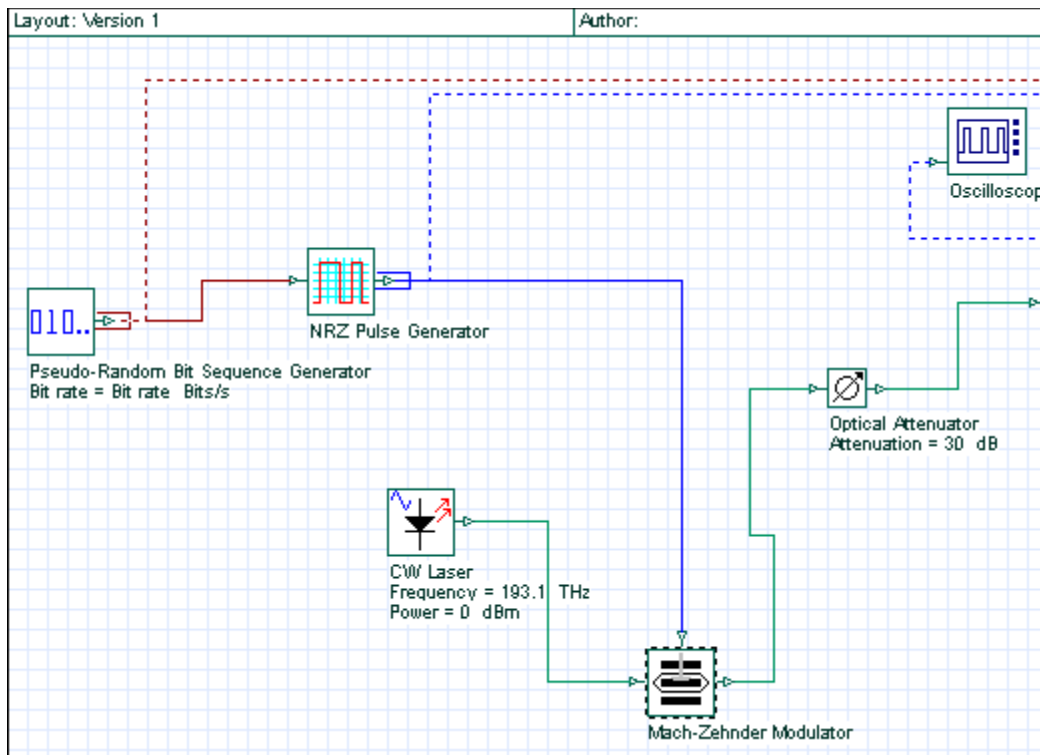 Layout: Version 1
Author:
Oscilloscop
NRZ Pulse Generator
010..
Pseudo-Random Bit Sequence Generator
Bit rate = Bit rate  Bits/s
Optical Attenuator
Attenuation = 30  dB
CW Laser
Frequency = 193.1  THz
Power = 0  dBm
Mach-Zehnder Modulator